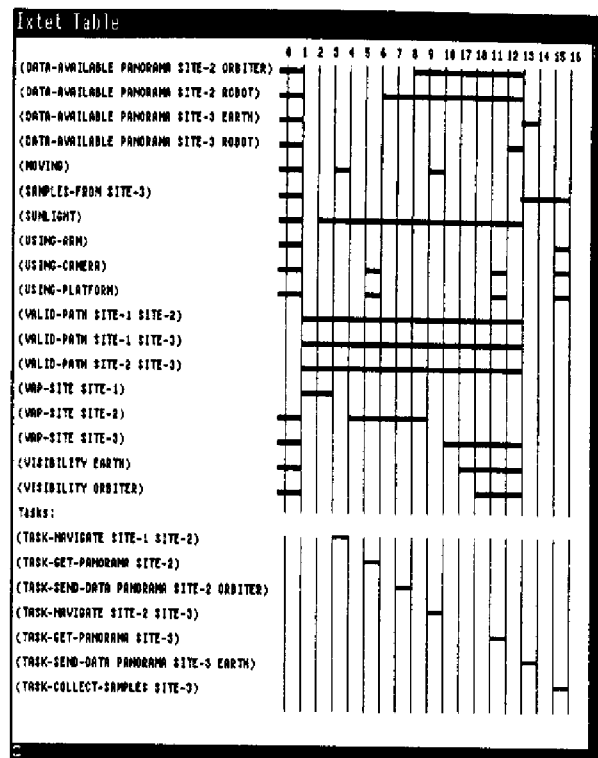 Ixtet Table
0 1 2 3 4 5 6 7 8 9 10 17 18 11 12 13 14 15 16
(DATA-AVAILABLE PANORAMA SITE-2 ORBITER)
(DATA-AVAILABLE PANORAMA SITE-2 ROBOT)
(DATA-AVAILABLE PANORAMA SITE-3 EARTH)
(DATA-AVAILABLE PANORAMA SITE-3 ROBOT)
(MOVING)
(SAMPLES-FROM SITE-3)
(SUNLIGHT)
(USING-ARM)
(USING-CAMERA)
(USING-PLATFORM)
(VALID-PATH SITE-1 SITE-2)
(VALID-PATH SITE-1 SITE-3)
(VALID-PATH SITE-2 SITE-3)
(VAP-SITE SITE-1)
(VAP-SITE SITE-2)
(VAP-SITE SITE-3)
(VISIBILITY EARTH)
(VISIBILITY ORBITER)
Tasks:
(TASK-NAVIGATE SITE-1 SITE-2)
(TASK-GET-PANORAMA SITE-2)
(TASK-SEND-DATA PANORAMA SITE-2 ORBITER)
(TASK-NAVIGATE SITE-2 SITE-3)
(TASK-GET-PANORAMA SITE-3)
(TASK-SEND-DATA PANORAMA SITE-3 EARTH)
(TASK-COLLECT-SAMPLES SITE-3)